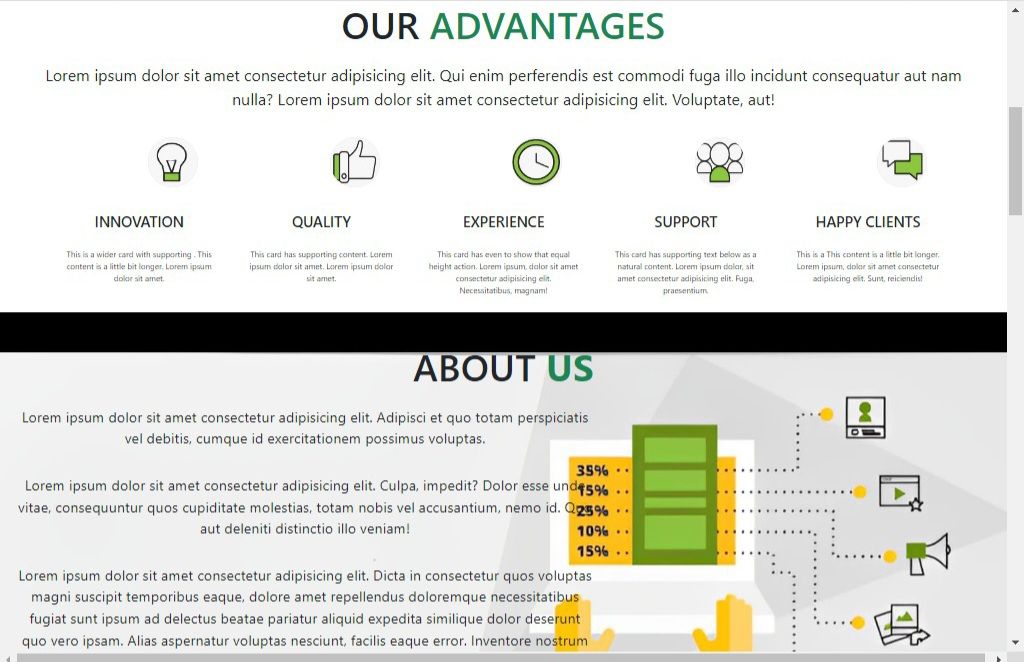 OUR ADVANTAGES
Lorem ipsum dolor sit amet consectetur adipisicing elit. Qui enim perferendis est commodi fuga illo incidunt consequatur aut nam
nulla? Lorem ipsum dolor sit amet consectetur adipisicing elit. Voluptate, aut!
INNOVATION
This is a wider card with supporting . This
content is a little bit longer. Lorem ipsum
dolor sit amet.
QUALITY
This card has supporting content. Lorem
ipsum dolor sit amet. Lorem ipsum dolor
sit amet.
EXPERIENCE
This card has even to show that equal
height action. Lorem ipsum, dolor sit amet
consectetur adipisicing elit.
Necessitatibus, magnam!
SUPPORT
This card has supporting text below as a
natural content. Lorem ipsum dolor, sit
amet consectetur adipisicing elit. Fuga,
praesentium.
HAPPY CLIENTS
This is a This content is a little bit longer.
Lorem ipsum, dolor sit amet consectetur
adipisicing elit. Sunt, reiciendis!
ABOUT US
Lorem ipsum dolor sit amet consectetur adipisicing elit. Adipisci et quo totam perspiciatis
vel debitis, cumque id exercitationem possimus voluptas.
Lorem ipsum dolor sit amet consectetur adipisicing elit. Culpa, impedit? Dolor esse unde
vitae, consequuntur quos cupiditate molestias, totam nobis vel accusantium, nemo id.
aut deleniti distinctio illo veniam!
Lorem ipsum dolor sit amet consectetur adipisicing elit. Dicta in consectetur quos voluptas
magni suscipit temporibus eaque, dolore amet repellendus doloremque necessitatibus
fugiat sunt ipsum ad delectus beatae pariatur aliquid expedita similique dolor deserunt
quo vero ipsam. Alias aspernatur voluptas nesciunt, facilis eaque error. Inventore nostrum
35%
15%
25%
10%
15%